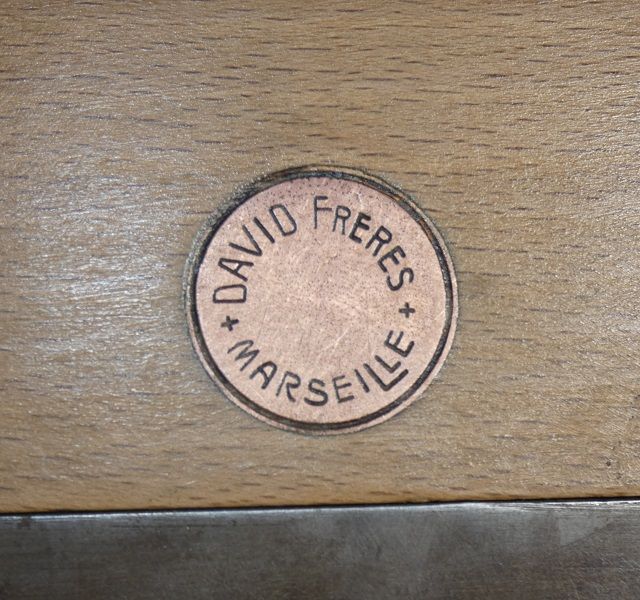 DAVID FRERES
+ MARSEILLE +